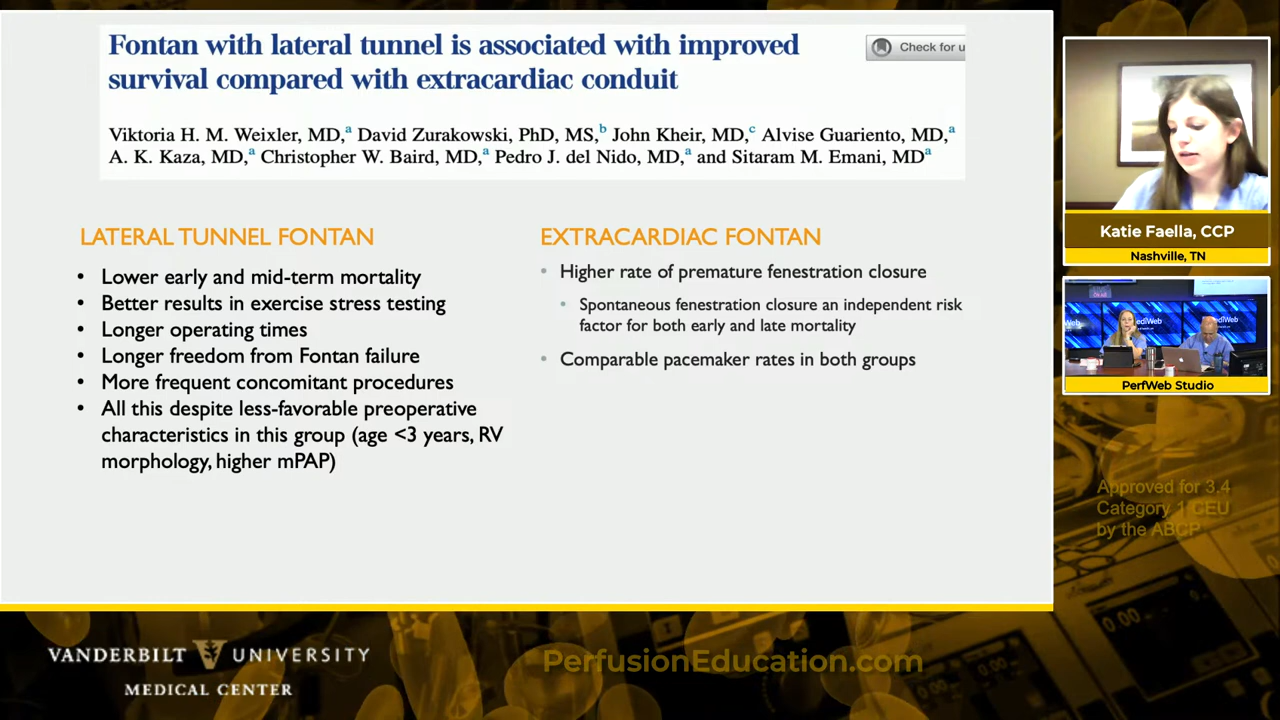 Fontan with lateral tunnel is associated with improved
survival compared with extracardiac conduit
Check for u
Viktoria H. M. Weixler, MD,a David Zurakowski, PhD, MS,b John Kheir, MD,c Alvise Guariento, MD,a
A. K. Kaza, MD,a Christopher W. Baird, MD,a Pedro J. del Nido, MD,a and Sitaram M. Emani, MDa
LATERAL TUNNEL FONTAN
• Lower early and mid-term mortality
• Better results in exercise stress testing
• Longer operating times
• Longer freedom from Fontan failure
• More frequent concomitant procedures
• All this despite less-favorable preoperative
characteristics in this group (age <3 years, RV
morphology, higher mPAP)
EXTRACARDIAC FONTAN
• Higher rate of premature fenestration closure
• Spontaneous fenestration closure an independent risk
factor for both early and late mortality
• Comparable pacemaker rates in both groups
Katie Faella, CCP
Nashville, TN
PerfWeb Studio
Approved for 3.4
Category 1 CEU
by the ABCP
VANDERBILT UNIVERSITY
MEDICAL CENTER
PerfusionEducation.com